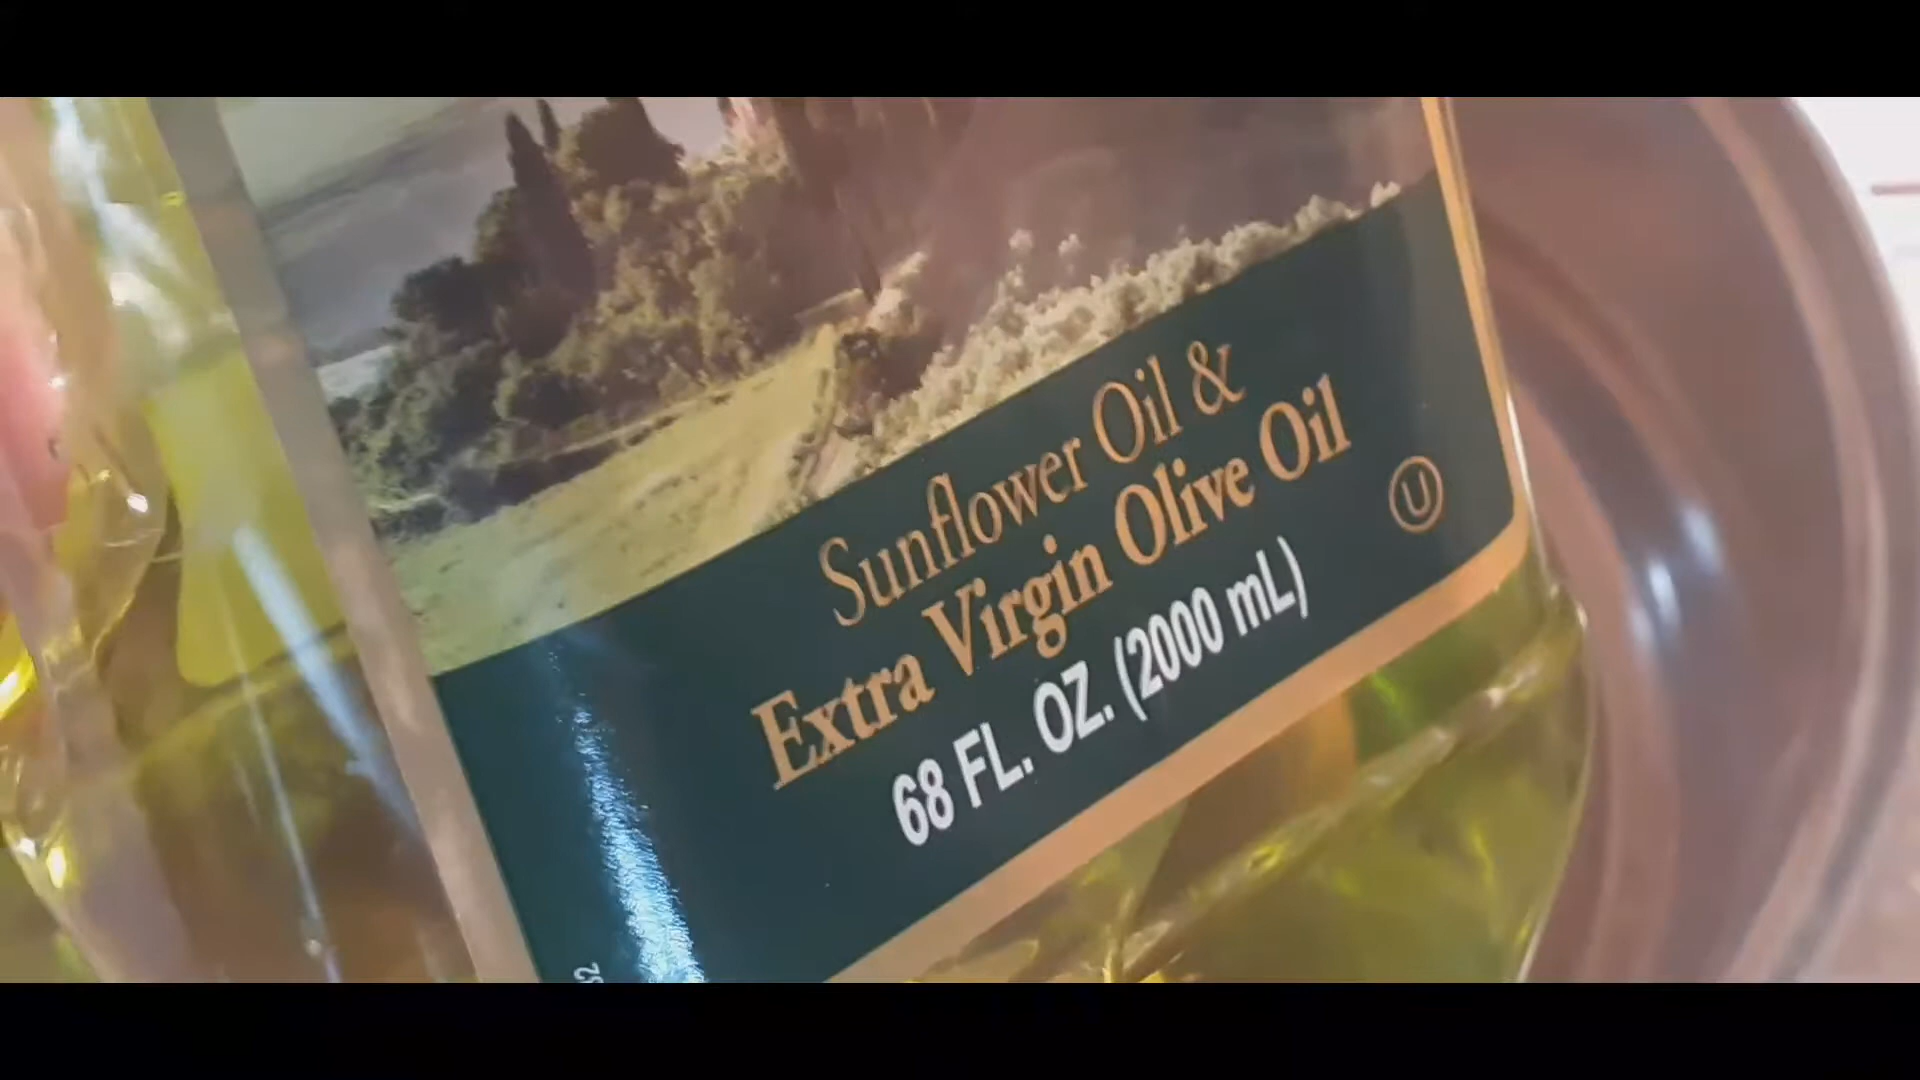 Sunflower Oil &
Extra Virgin Olive Oil
U
68 FL. OZ. (2000 mL)